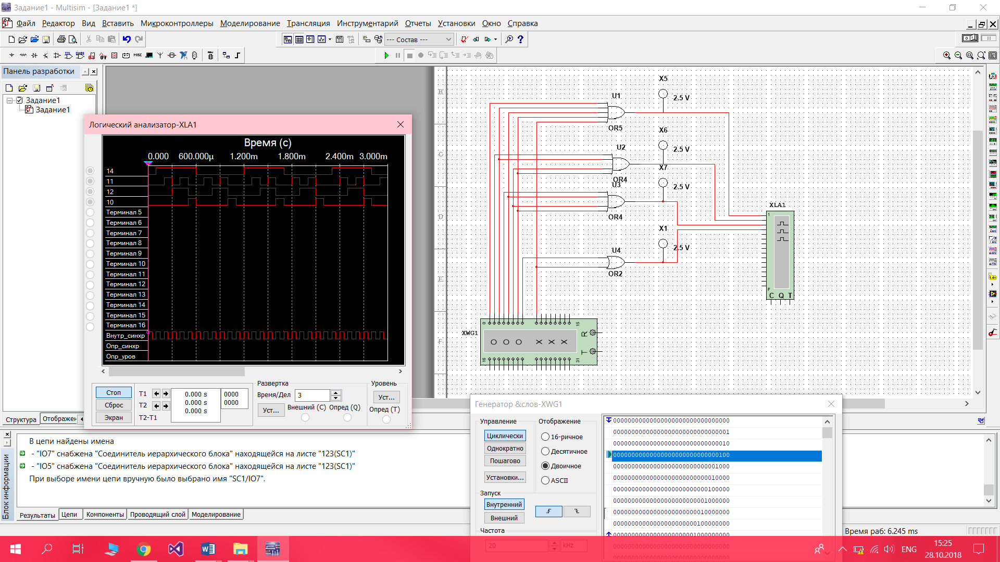 Задание1 - Multisim - [Задание1 *]
Файл Редактор Вид Вставить Микроконтроллеры Моделирование Трансляция Инструментарий Отчеты Установки Окно Справка
--- Состав ---
MISC
Панель разработки
Задание1
Задание1
Структура
Отображен
Логический анализатор-XLA1
Время (с)
0.000 600.000µ 1.200m 1.800m 2.400m 3.000m
14
11
12
10
Терминал 5
Терминал 6
Терминал 7
Терминал 8
Терминал 9
Терминал 10
Терминал 11
Терминал 12
Терминал 13
Терминал 14
Терминал 15
Терминал 16
Внутр_синхр
Опр_синхр
Опр_уров
Стоп
Сброс
Экран
T1
T2
T2-T1
0.000 s
0.000 s
0.000 s
0000
0000
Развертка
Время/Дел 3
Уст...
Внешний (C) Опред (Q)
Уровень
Уст...
Опред (T)
B
C
D
E
F
X5
2.5 V
U1
OR5
X6
2.5 V
U2
OR4
X7
2.5 V
U3
OR4
X1
2.5 V
U4
OR2
XLA1
1
F
C Q T
XWG1
0
15
16
31
O O O X X X
R
T
Генератор &слов-XWG1
Управление
Циклически
Однократно
Пошагово
Установки...
Отображение
16-ричное
Десятичное
Двоичное
ASCII
Запуск
Внутренний
Внешний
Частота
20
kHz
00000000000000000000000000000000
00000000000000000000000000000001
00000000000000000000000000000010
00000000000000000000000000000100
00000000000000000000000000001000
00000000000000000000000000010000
00000000000000000000000000100000
00000000000000000000000001000000
00000000000000000000000010000000
00000000000000000000000100000000
00000000000000000000001000000000
00000000000000000000000000000000
Блок информации
В цепи найдены имена
- "IO7" снабжена "Соединитель иерархического блока" находящейся на листе "123(SC1)"
- "IO5" снабжена "Соединитель иерархического блока" находящейся на листе "123(SC1)"
При выборе имени цепи вручную было выбрано имя "SC1/IO7".
Результаты Цепи Компоненты Проводящий слой Моделирование
Время раб: 6.245 ms
ENG
15:25
28.10.2018